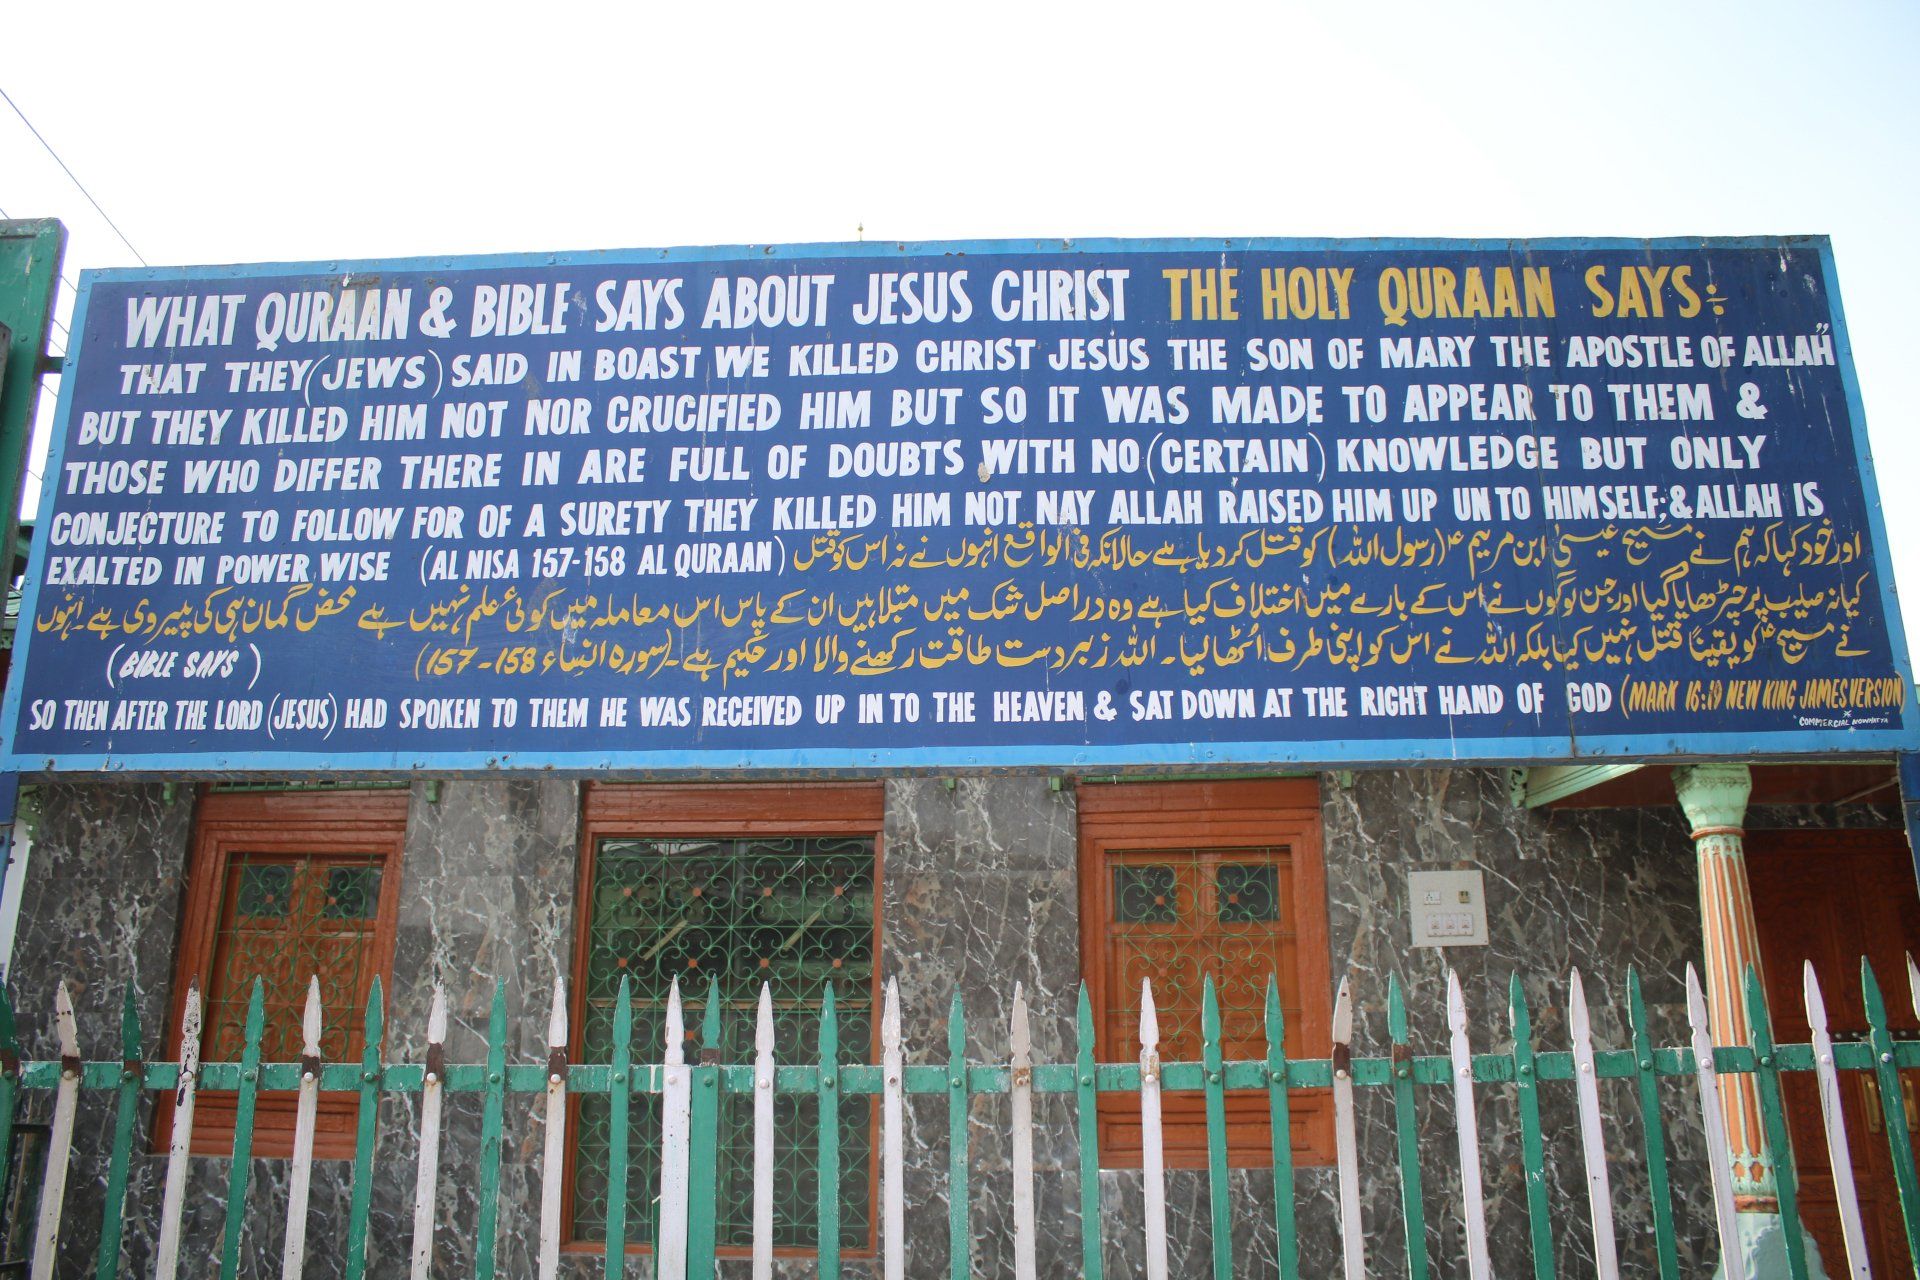 WHAT QURAAN & BIBLE SAYS ABOUT JESUS CHRIST THE HOLY QURAAN SAYS:÷
THAT THEY (JEWS) SAID IN BOAST WE KILLED CHRIST JESUS THE SON OF MARY THE APOSTLE OF ALLAH"
BUT THEY KILLED HIM NOT NOR CRUCIFIED HIM BUT SO IT WAS MADE TO APPEAR TO THEM &
THOSE WHO DIFFER THERE IN ARE FULL OF DOUBTS WITH NO (CERTAIN) KNOWLEDGE BUT ONLY
CONJECTURE TO FOLLOW FOR OF A SURETY THEY KILLED HIM NOT NAY ALLAH RAISED HIM UP UN TO HIMSELF;& ALLAH IS
EXALTED IN POWER WISE (AL NISA 157-158 AL QURAAN)
اور خود کہا کہ ہم نے مسیح عیسیٰ ابن مریم ؑ (رسول اللہ) کو قتل کر دیا ہے حالانکہ فی الواقع انہوں نے نہ اس کو قتل
کیا نہ صلیب پر چڑھایا گیا اور جن لوگوں نے اس کے بارے میں اختلاف کیا ہے وہ دراصل شک میں مبتلا ہیں ان کے پاس اس معاملہ میں کوئی علم نہیں ہے محض گمان ہی کی پیروی ہے۔ انہوں
نے مسیح ؑ کو یقیناً قتل نہیں کیا بلکہ اللہ نے اس کو اپنی طرف اُٹھا لیا۔ اللہ زبردست طاقت رکھنے والا اور حکیم ہے۔ (سورہ النساء 158 - 157)
(BIBLE SAYS)
SO THEN AFTER THE LORD (JESUS) HAD SPOKEN TO THEM HE WAS RECEIVED UP IN TO THE HEAVEN & SAT DOWN AT THE RIGHT HAND OF GOD (MARK 16:19 NEW KING JAMES VERSION)
"COMMERCIAL NOWHATTA"